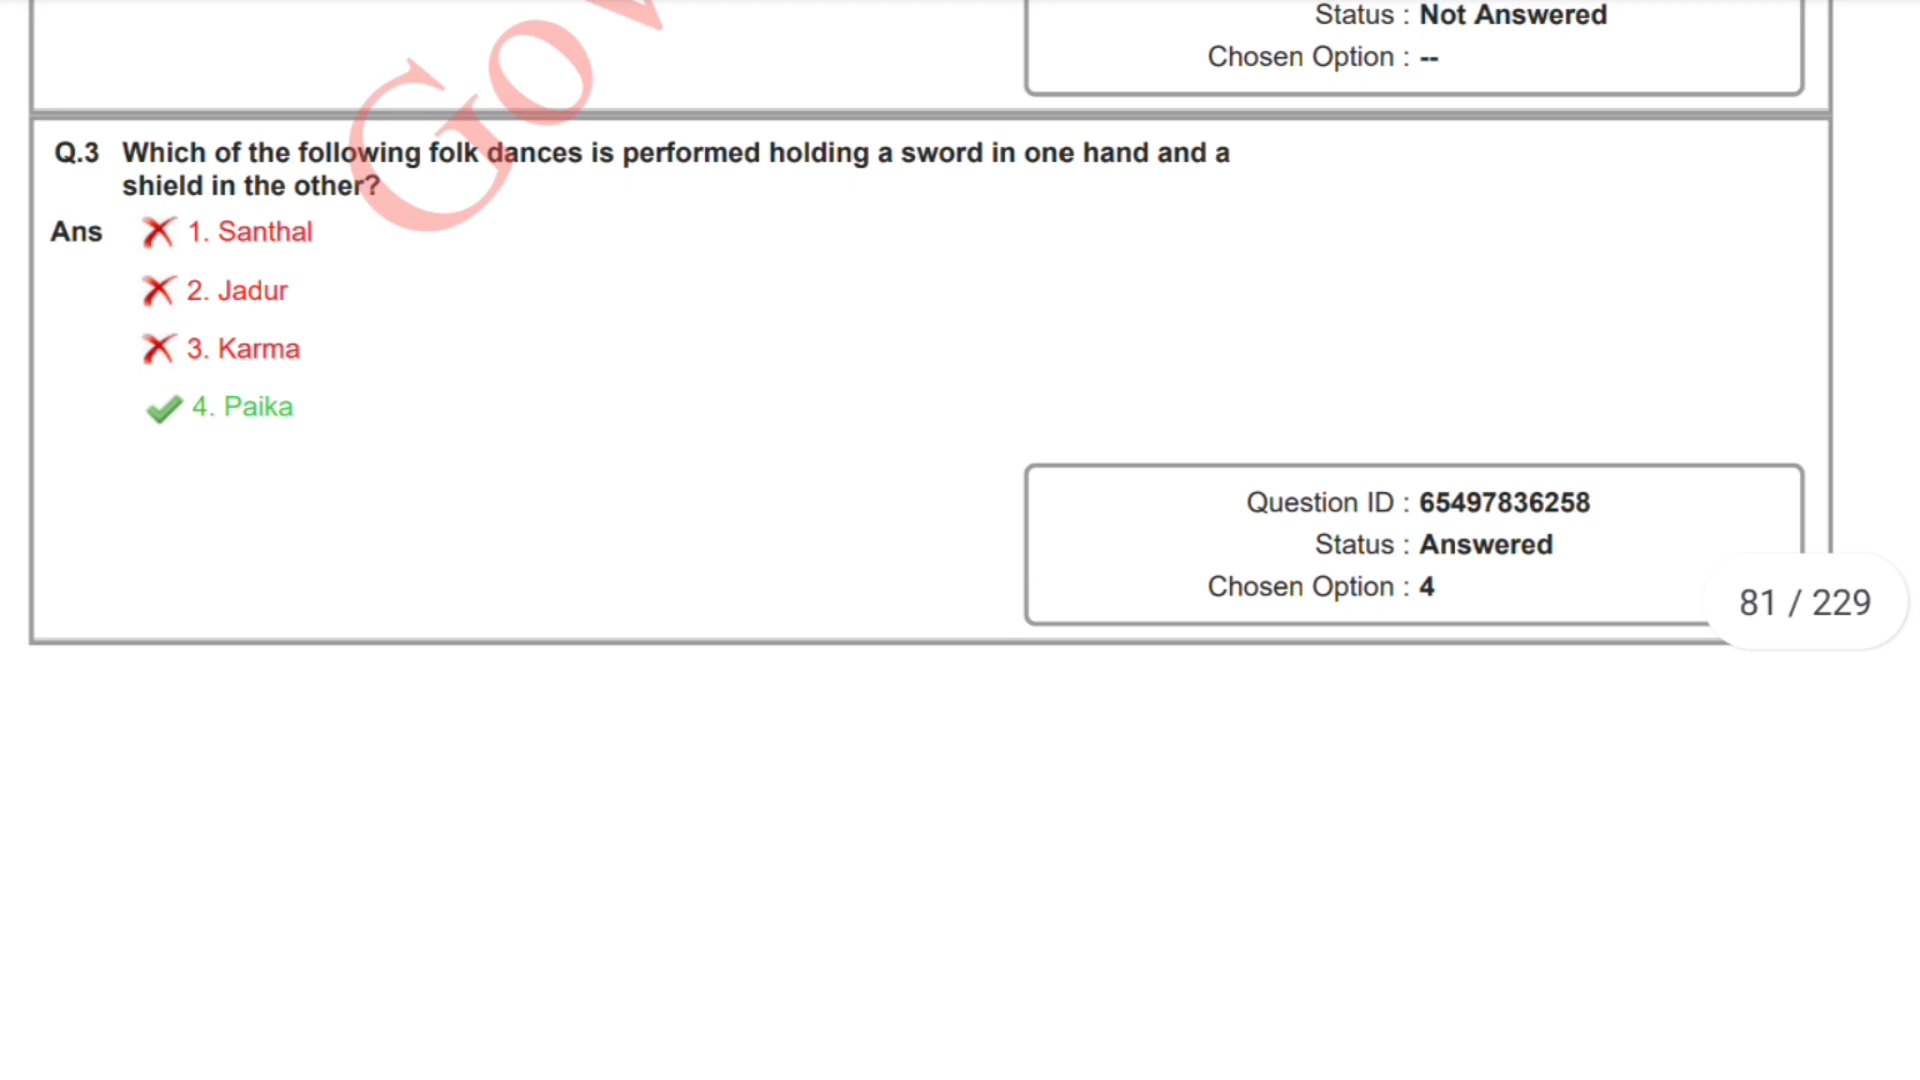 Status : Not Answered
Chosen Option : --
Gov
Q.3 Which of the following folk dances is performed holding a sword in one hand and a
shield in the other?
Ans 1. Santhal
2. Jadur
3. Karma
4. Paika
Question ID : 65497836258
Status : Answered
Chosen Option : 4
81 / 229